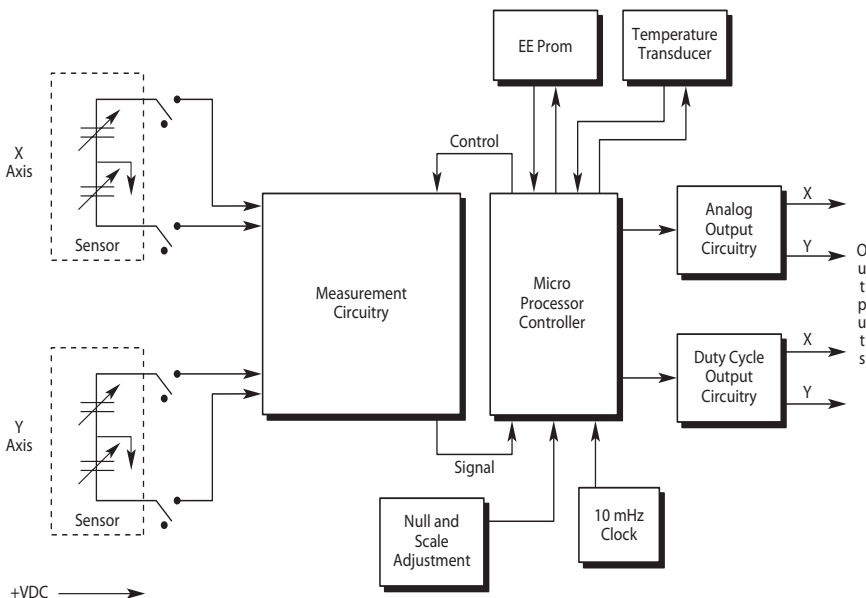 EE Prom
Temperature
Transducer
X
Axis
Sensor
Control
Measurement
Circuitry
Micro
Processor
Controller
Analog
Output
Circuitry
X
Y
Outputs
Duty Cycle
Output
Circuitry
X
Y
Y
Axis
Sensor
Signal
Null and
Scale
Adjustment
10 mHz
Clock
+VDC